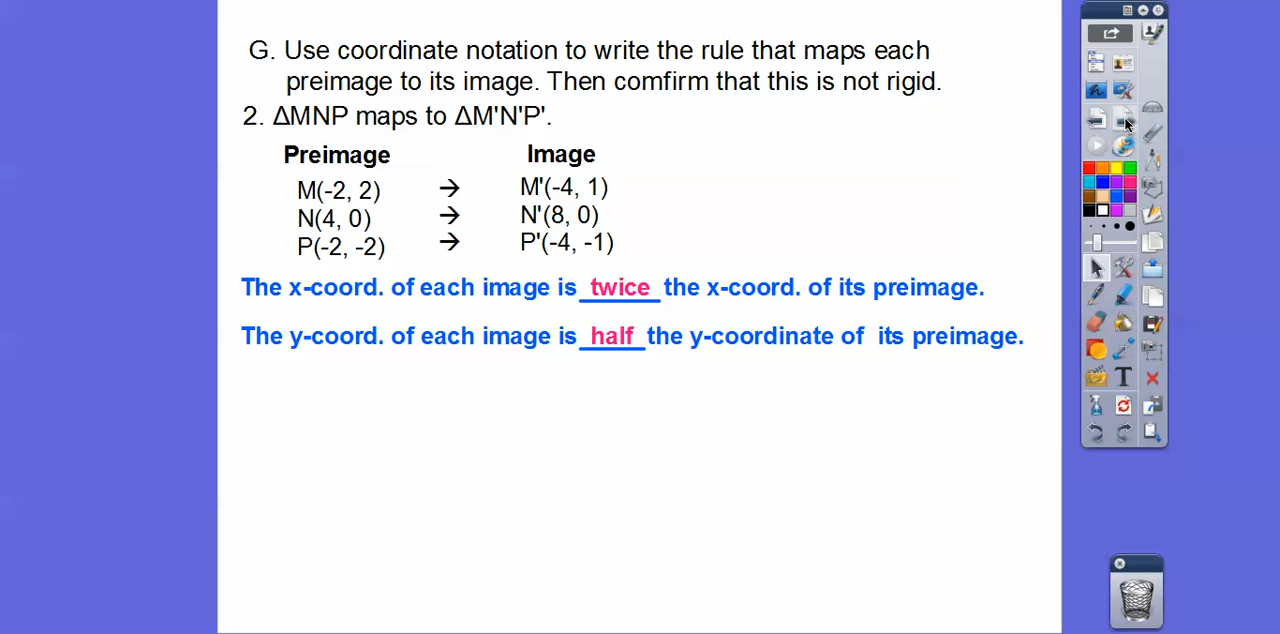 G. Use coordinate notation to write the rule that maps each
preimage to its image. Then comfirm that this is not rigid.
2. ΔMNP maps to ΔM'N'P'.
Preimage Image
M(-2, 2) → M'(-4, 1)
N(4, 0) → N'(8, 0)
P(-2, -2) → P'(-4, -1)
The x-coord. of each image is twice the x-coord. of its preimage.
The y-coord. of each image is half the y-coordinate of its preimage.